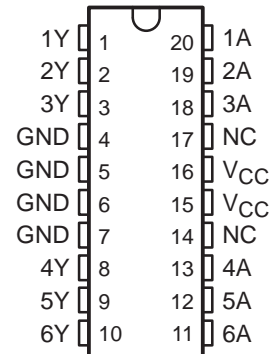 1Y 1 20 1A
2Y 2 19 2A
3Y 3 18 3A
GND 4 17 NC
GND 5 16 VCC
GND 6 15 VCC
GND 7 14 NC
4Y 8 13 4A
5Y 9 12 5A
6Y 10 11 6A